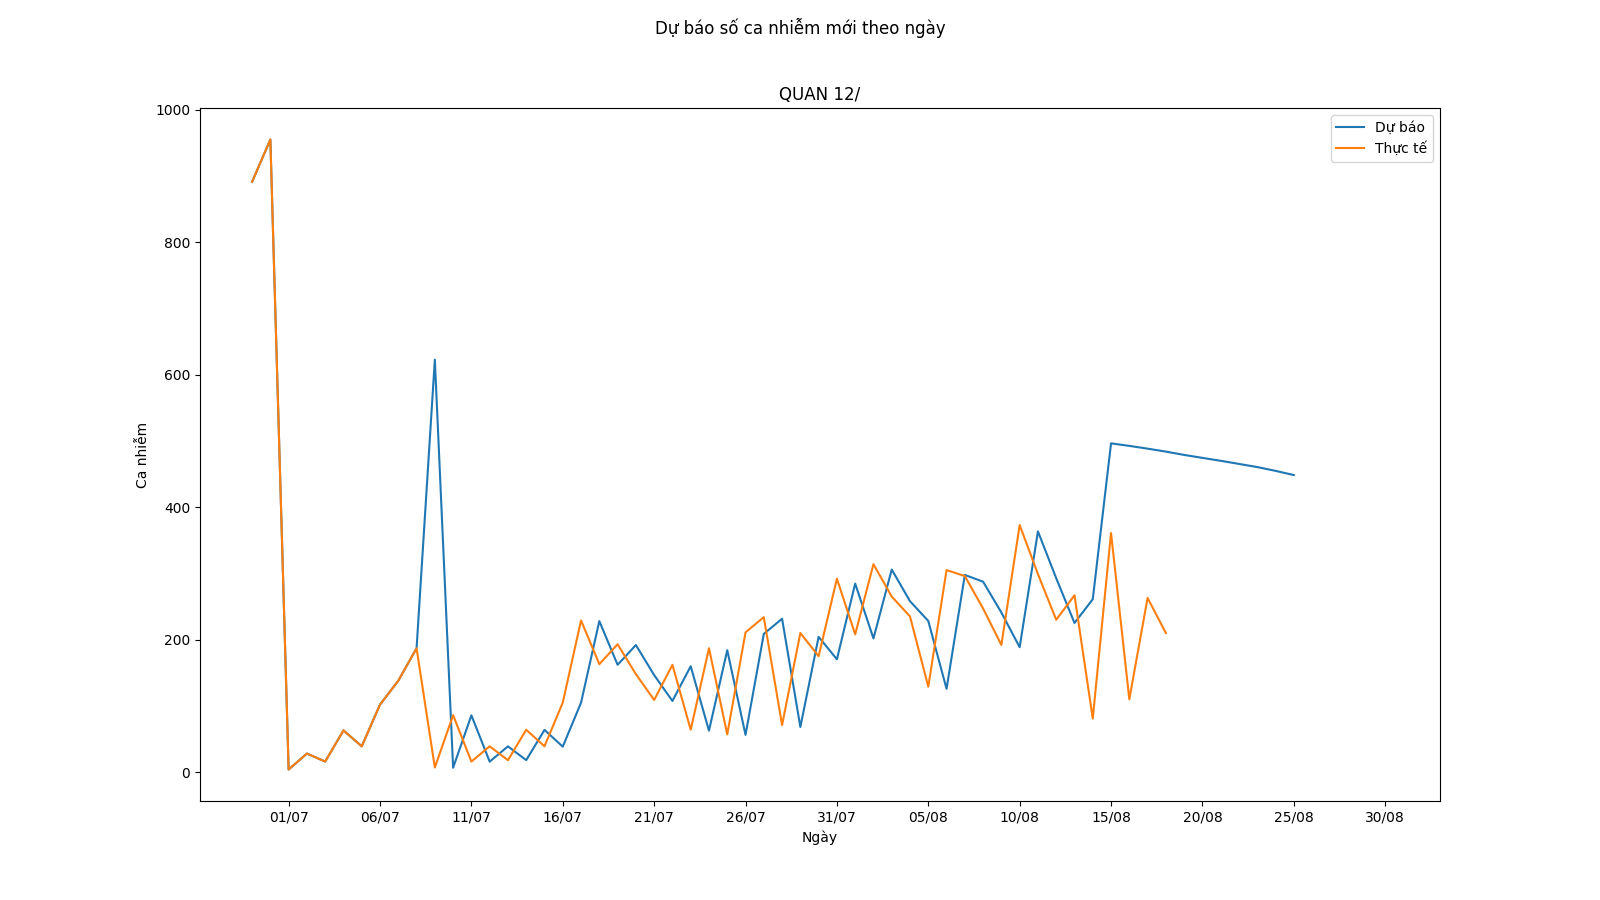 Dự báo số ca nhiễm mới theo ngày
QUAN 12/
1000
800
600
400
200
0
Ca nhiễm
Dự báo
Thực tế
01/07 06/07 11/07 16/07 21/07 26/07 31/07 05/08 10/08 15/08 20/08 25/08 30/08
Ngày